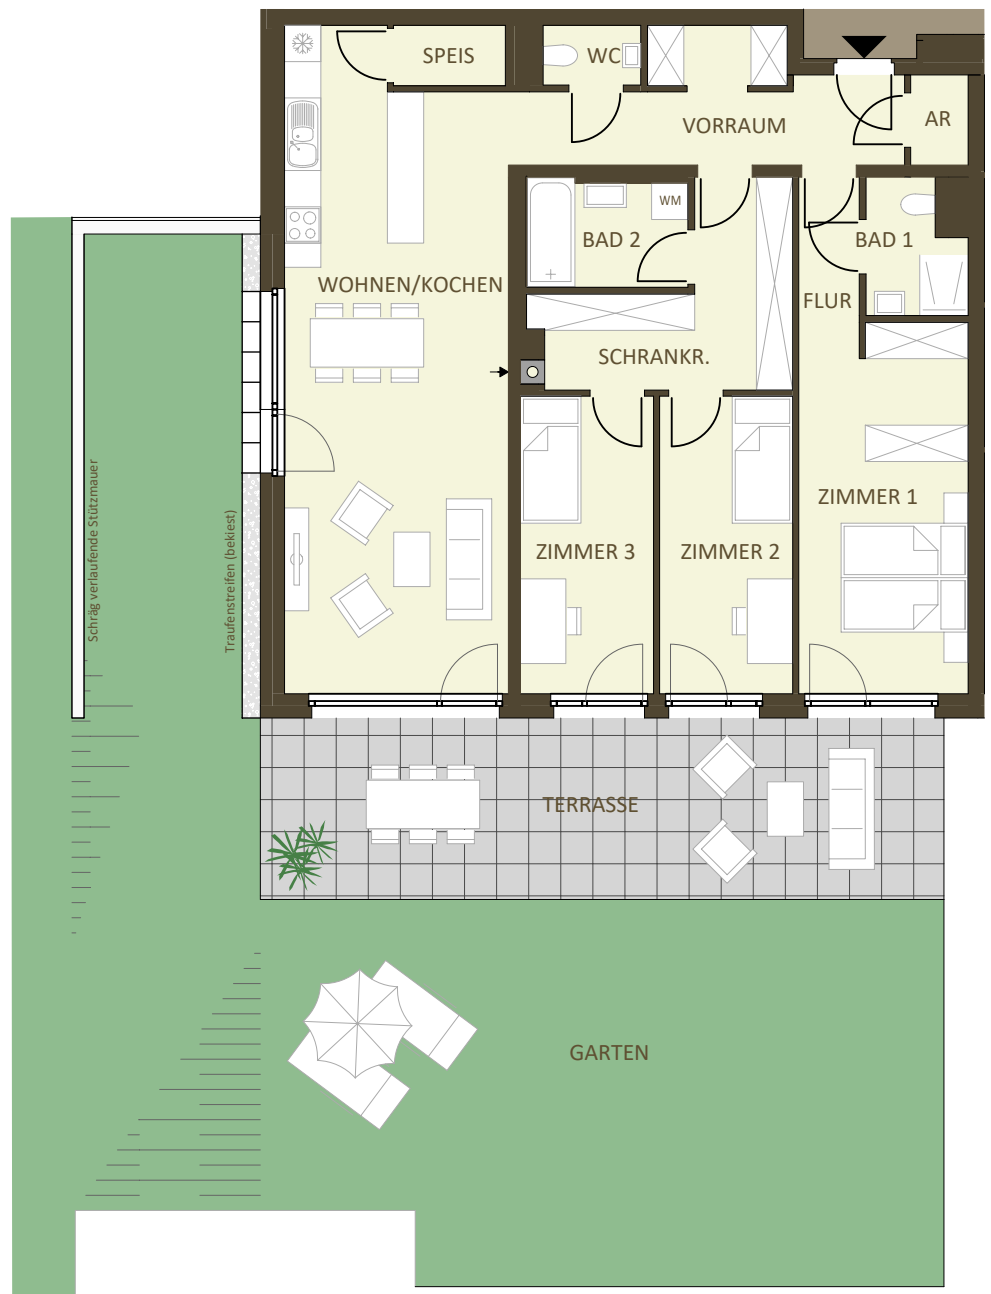 SPEIS
WC
VORRAUM
AR
WM
BAD 2
BAD 1
WOHNEN/KOCHEN
FLUR
SCHRANKR.
ZIMMER 1
ZIMMER 3
ZIMMER 2
Schräg verlaufende Stützmauer
Traufenstreifen (bekiest)
TERRASSE
GARTEN